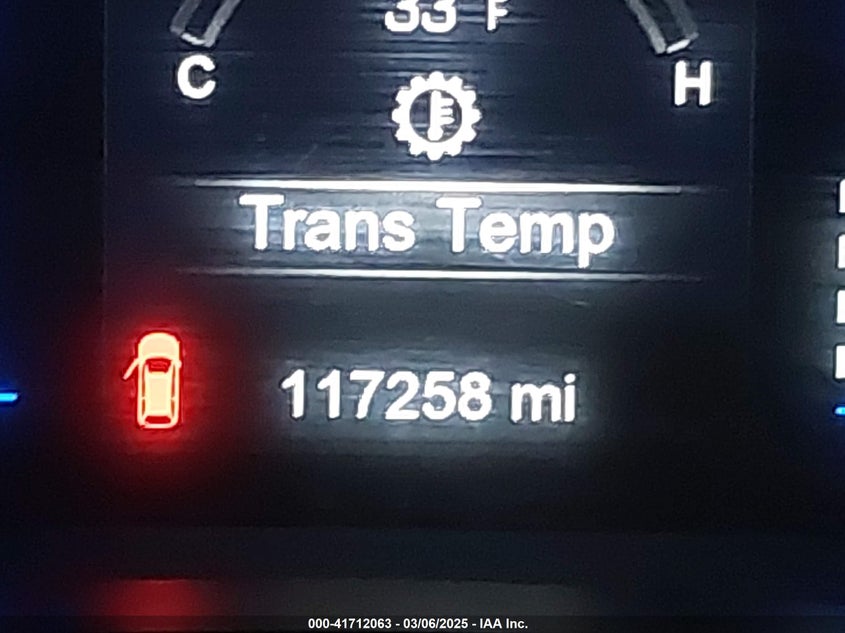 33°F
C
H
Trans Temp
117258 mi
000-41712063 - 03/06/2025 - IAA Inc.